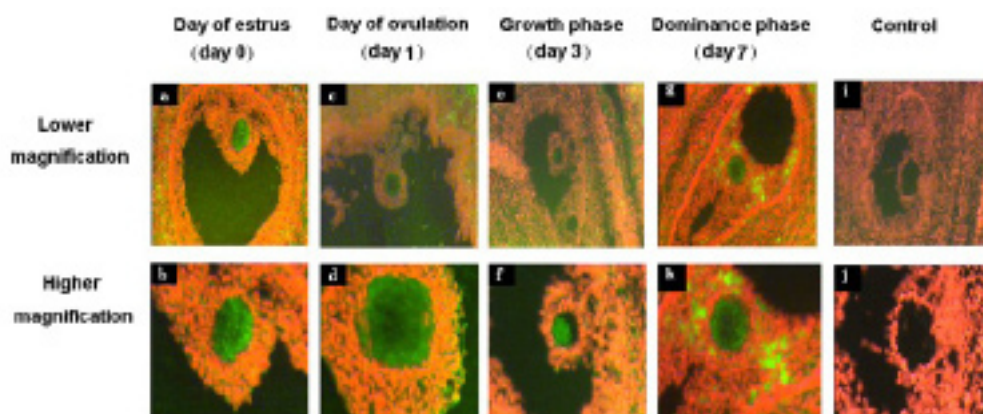 Day of estrus
(day 0)
Day of ovulation
(day 1)
Growth phase
(day 3)
Dominance phase
(day 7)
Control
Lower
magnification
a
c
e
g
i
Higher
magnification
b
d
f
h
j